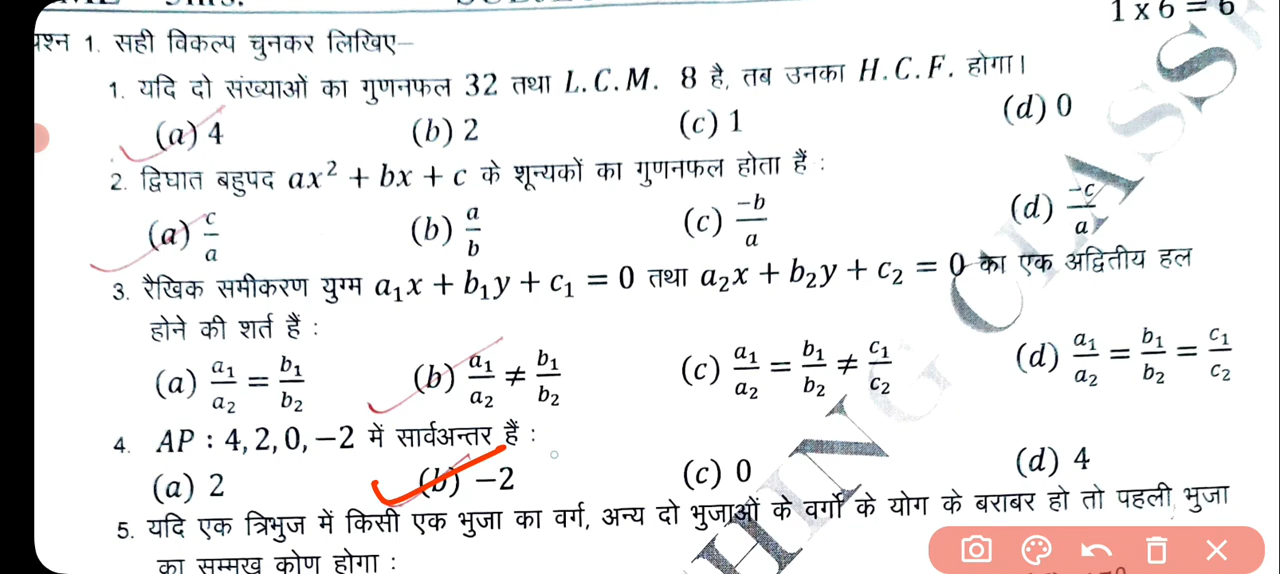 1 x 6 = 6
प्रश्न 1. सही विकल्प चुनकर लिखिए–
1. यदि दो संख्याओं का गुणनफल 32 तथा L.C.M. 8 है, तब उनका H.C.F. होगा।
(a) 4 (b) 2 (c) 1 (d) 0
2. द्विघात बहुपद ax² + bx + c के शून्यकों का गुणनफल होता हैं :
(a) c/a (b) a/b (c) -b/a (d) -c/a
3. रैखिक समीकरण युग्म a₁x + b₁y + c₁ = 0 तथा a₂x + b₂y + c₂ = 0 का एक अद्वितीय हल
होने की शर्त हैं :
(a) a₁/a₂ = b₁/b₂ (b) a₁/a₂ ≠ b₁/b₂ (c) a₁/a₂ = b₁/b₂ ≠ c₁/c₂ (d) a₁/a₂ = b₁/b₂ = c₁/c₂
4. AP : 4, 2, 0, −2 में सार्वअन्तर हैं :
(a) 2 (b) −2 (c) 0 (d) 4
5. यदि एक त्रिभुज में किसी एक भुजा का वर्ग, अन्य दो भुजाओं के वर्गों के योग के बराबर हो तो पहली भुजा
का सम्मुख कोण होगा :